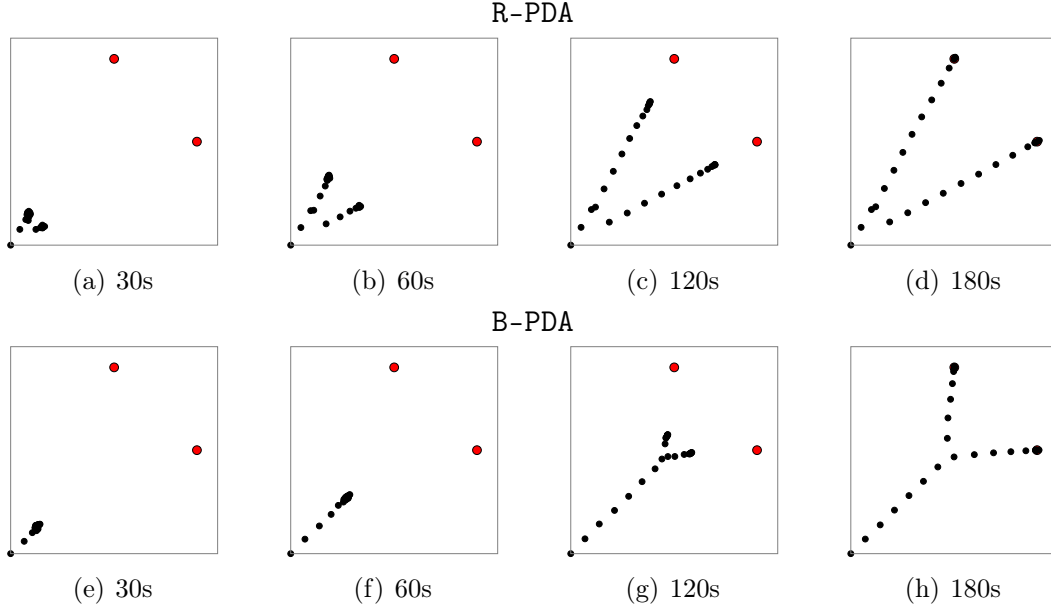 R-PDA
(a) 30s
(b) 60s
(c) 120s
(d) 180s
B-PDA
(e) 30s
(f) 60s
(g) 120s
(h) 180s